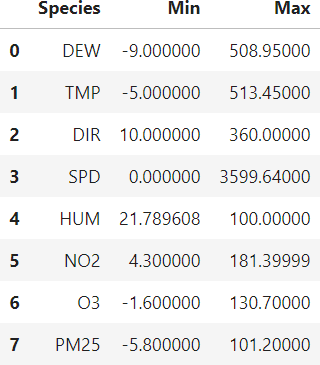 Species Min Max
0 DEW -9.000000 508.95000
1 TMP -5.000000 513.45000
2 DIR 10.000000 360.00000
3 SPD 0.000000 3599.64000
4 HUM 21.789608 100.00000
5 NO2 4.300000 181.39999
6 O3 -1.600000 130.70000
7 PM25 -5.800000 101.20000